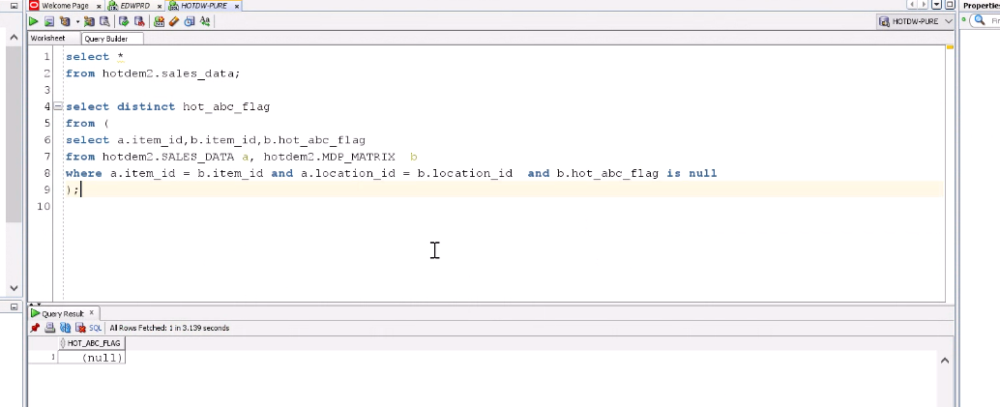 Welcome Page × EDWPRD × HOTDW-PURE × Properties
HOTDW-PURE
Worksheet Query Builder
1 select *
2 from hotdem2.sales_data;
3
4 select distinct hot_abc_flag
5 from (
6 select a.item_id,b.item_id,b.hot_abc_flag
7 from hotdem2.SALES_DATA a, hotdem2.MDP_MATRIX b
8 where a.item_id = b.item_id and a.location_id = b.location_id and b.hot_abc_flag is null
9 );
10
Query Result ×
SQL All Rows Fetched: 1 in 3.139 seconds
HOT_ABC_FLAG
1 (null)